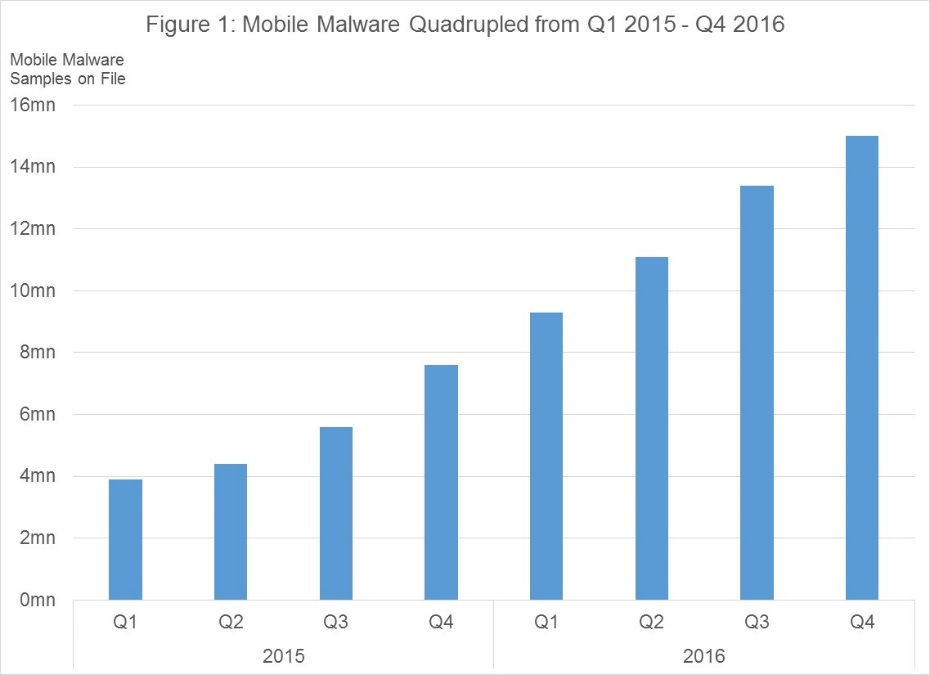 Figure 1: Mobile Malware Quadrupled from Q1 2015 - Q4 2016
Mobile Malware
Samples on File
16mn
14mn
12mn
10mn
8mn
6mn
4mn
2mn
0mn
Q1 Q2 Q3 Q4 Q1 Q2 Q3 Q4
2015 2016